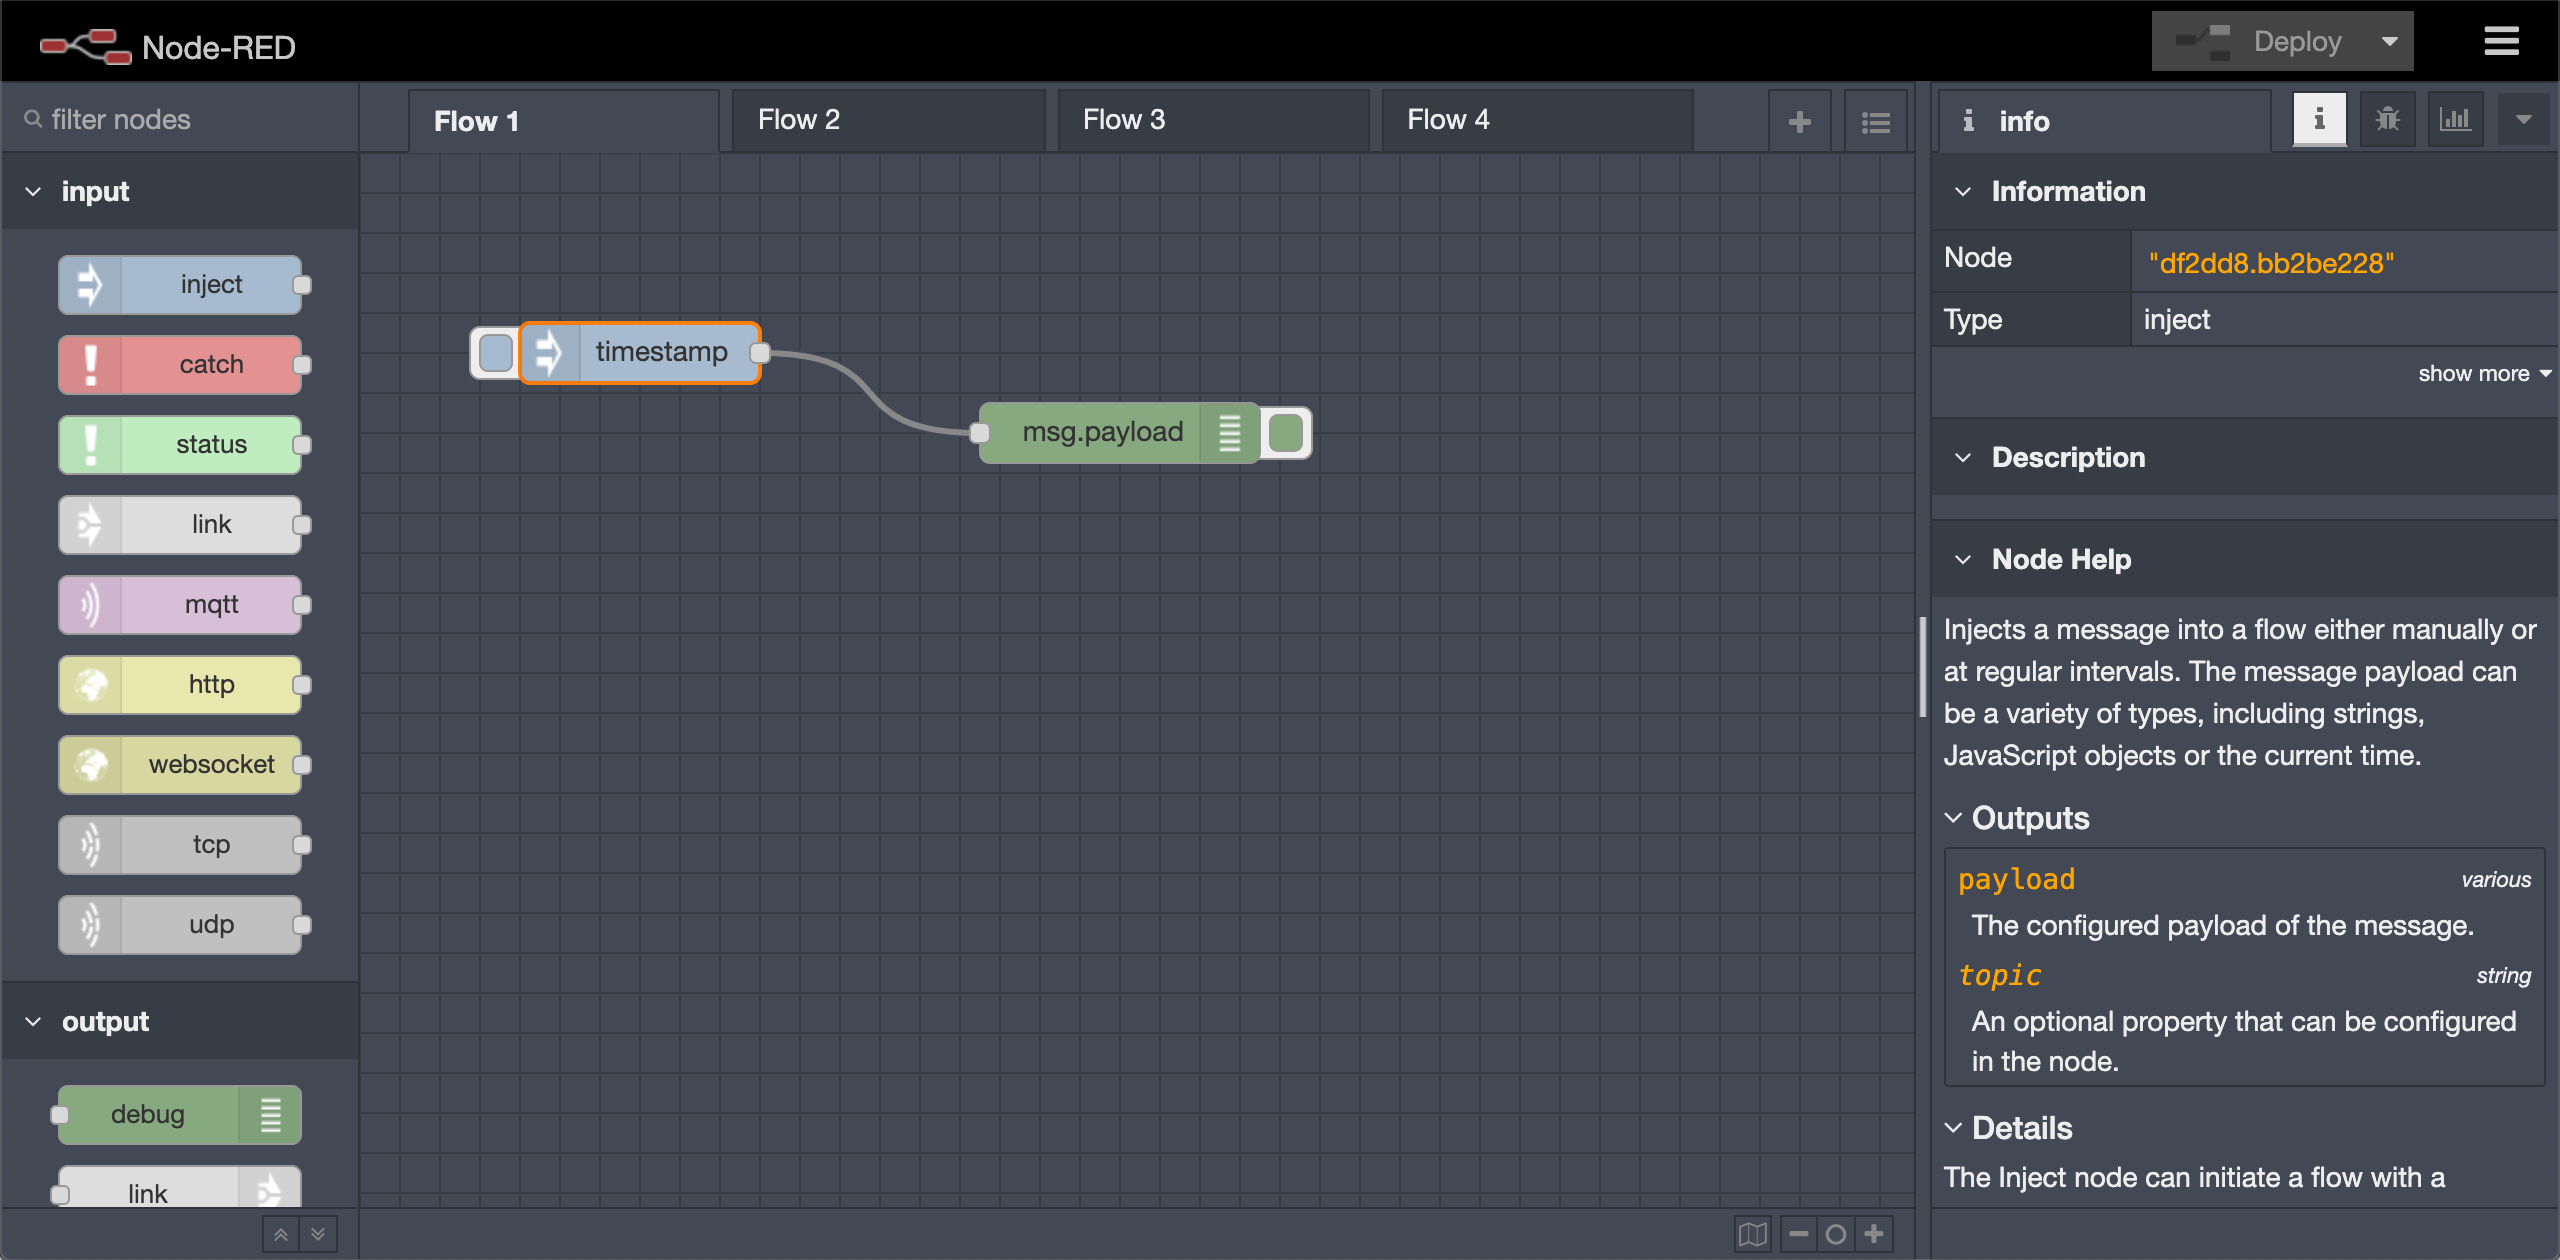 Node-RED
Deploy
filter nodes
Flow 1
Flow 2
Flow 3
Flow 4
info
input
inject
catch
status
link
mqtt
http
websocket
tcp
udp
output
debug
link
timestamp
msg.payload
Information
Node
"df2dd8.bb2be228"
Type
inject
show more
Description
Node Help
Injects a message into a flow either manually or
at regular intervals. The message payload can
be a variety of types, including strings,
JavaScript objects or the current time.
Outputs
payload
various
The configured payload of the message.
topic
string
An optional property that can be configured
in the node.
Details
The Inject node can initiate a flow with a